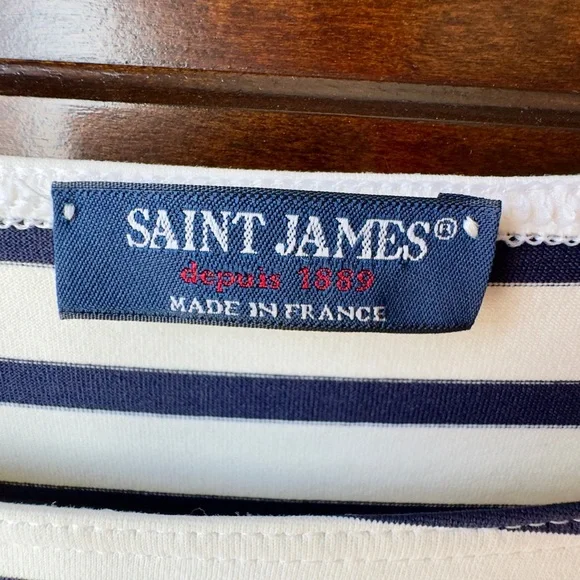 SAINT JAMES®
depuis 1889
MADE IN FRANCE